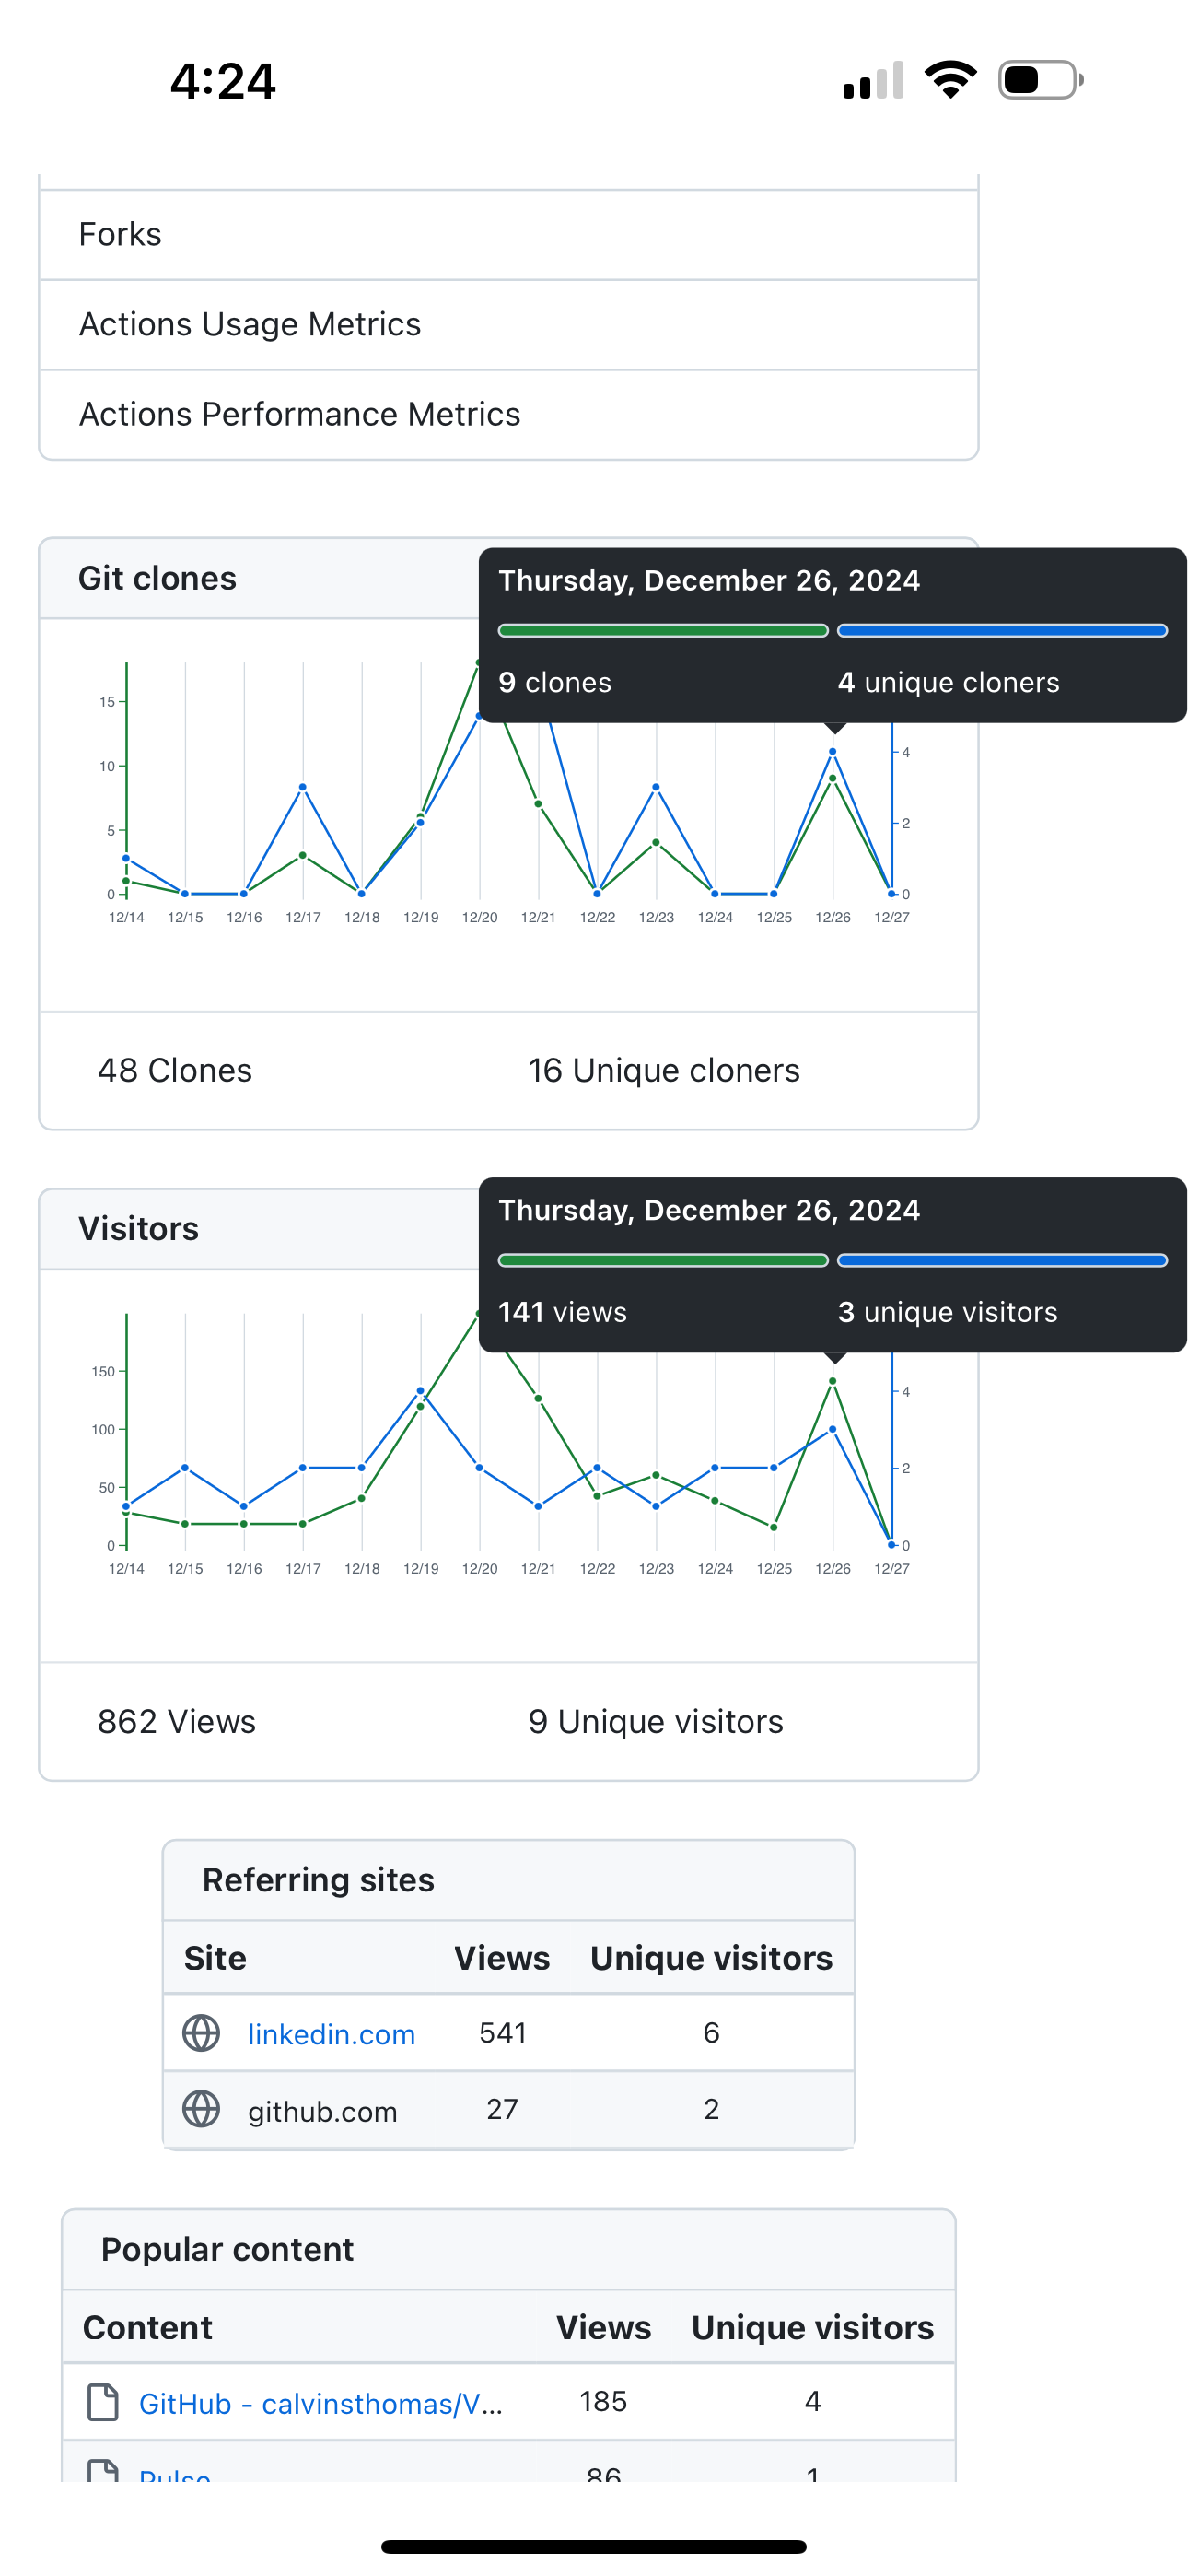 4:24
Forks
Actions Usage Metrics
Actions Performance Metrics
Git clones
Thursday, December 26, 2024
9 clones 4 unique cloners
15
10
5
0
4
2
0
12/14 12/15 12/16 12/17 12/18 12/19 12/20 12/21 12/22 12/23 12/24 12/25 12/26 12/27
48 Clones 16 Unique cloners
Visitors
Thursday, December 26, 2024
141 views 3 unique visitors
150
100
50
0
4
2
0
12/14 12/15 12/16 12/17 12/18 12/19 12/20 12/21 12/22 12/23 12/24 12/25 12/26 12/27
862 Views 9 Unique visitors
Referring sites
Site Views Unique visitors
linkedin.com 541 6
github.com 27 2
Popular content
Content Views Unique visitors
GitHub - calvinsthomas/V... 185 4
Pulse 86 1